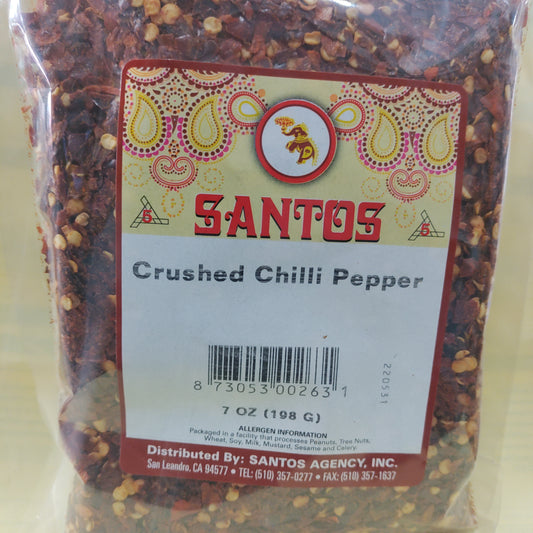 SANTOS
S S
Crushed Chilli Pepper
8 73053 00263 1
220531
7 OZ (198 G)
ALLERGEN INFORMATION
Packaged in a facility that processes Peanuts, Tree Nuts,
Wheat, Soy, Milk, Mustard, Sesame and Celery.
Distributed By: SANTOS AGENCY, INC.
San Leandro, CA 94577 • TEL: (510) 357-0277 • FAX: (510) 357-1637